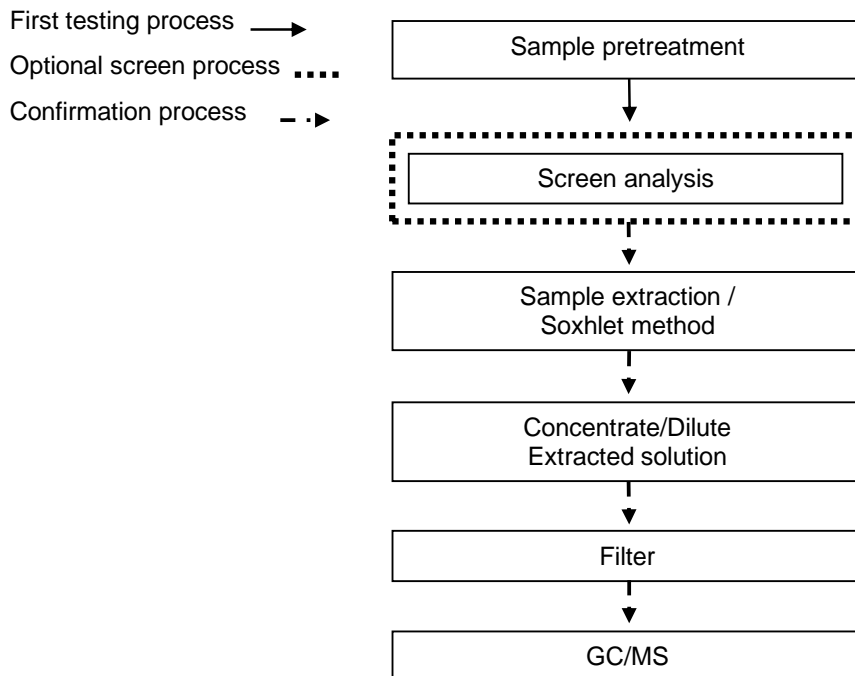 First testing process
Optional screen process
Confirmation process
Sample pretreatment
Screen analysis
Sample extraction /
Soxhlet method
Concentrate/Dilute
Extracted solution
Filter
GC/MS